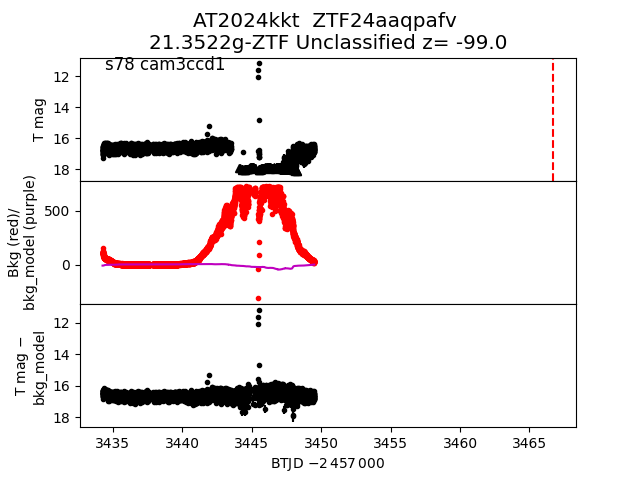 AT2024kkt  ZTF24aaqpafv
21.3522g-ZTF Unclassified z= -99.0
s78 cam3ccd1
T mag
12
14
16
18
Bkg (red)/
bkg_model (purple)
500
0
T mag −
bkg_model
12
14
16
18
3435 3440 3445 3450 3455 3460 3465
BTJD −2 457 000